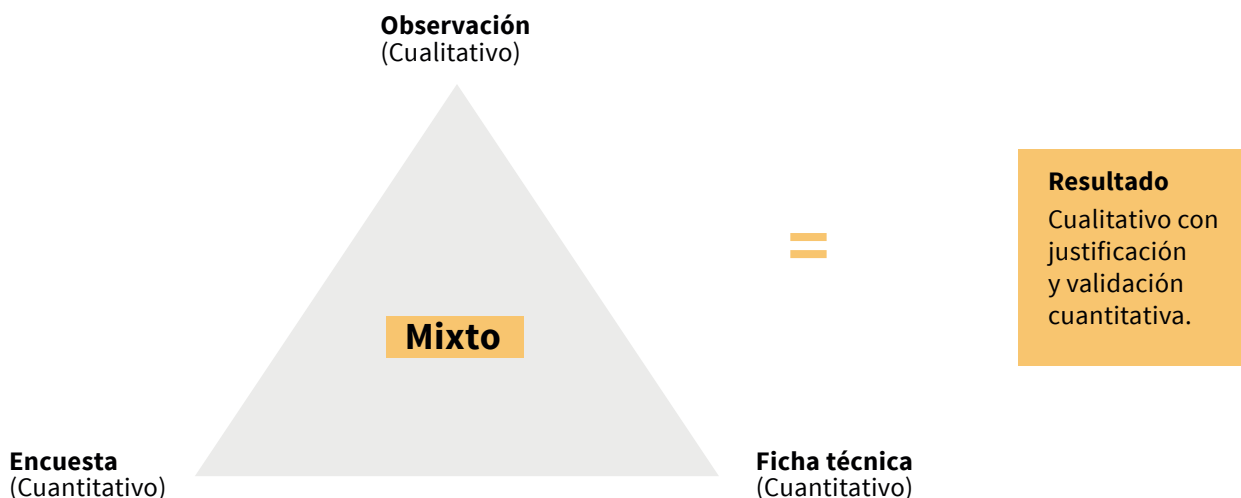 Observación
(Cualitativo)
=
Resultado
Cualitativo con
justificación
y validación
cuantitativa.
Mixto
Encuesta
(Cuantitativo)
Ficha técnica
(Cuantitativo)